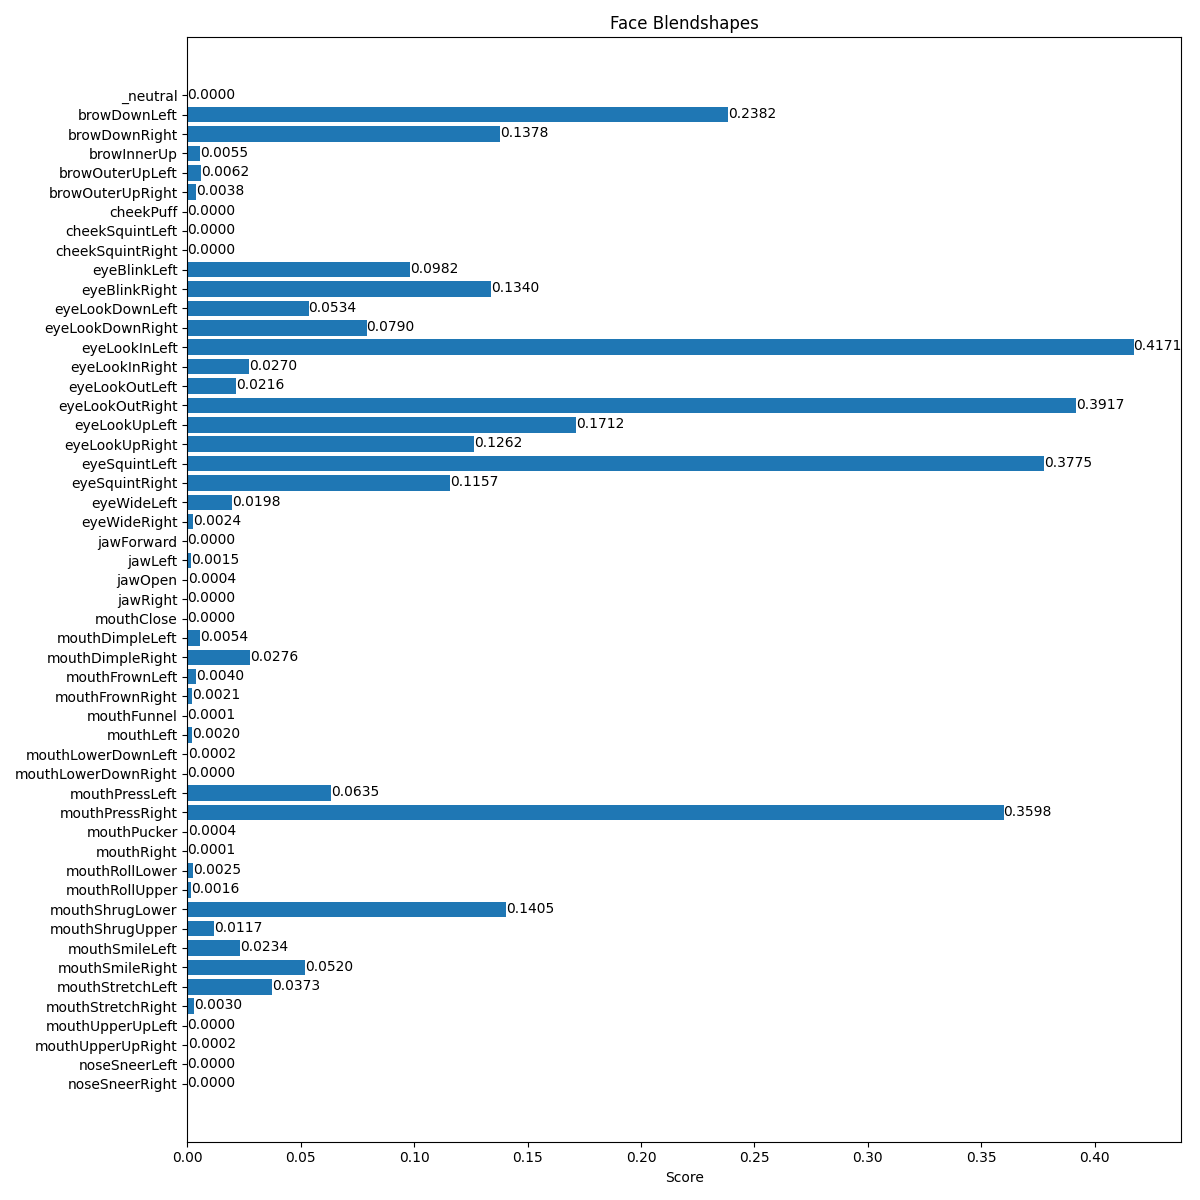 Face Blendshapes
_neutral 0.0000
browDownLeft 0.2382
browDownRight 0.1378
browInnerUp 0.0055
browOuterUpLeft 0.0062
browOuterUpRight 0.0038
cheekPuff 0.0000
cheekSquintLeft 0.0000
cheekSquintRight 0.0000
eyeBlinkLeft 0.0982
eyeBlinkRight 0.1340
eyeLookDownLeft 0.0534
eyeLookDownRight 0.0790
eyeLookInLeft 0.4171
eyeLookInRight 0.0270
eyeLookOutLeft 0.0216
eyeLookOutRight 0.3917
eyeLookUpLeft 0.1712
eyeLookUpRight 0.1262
eyeSquintLeft 0.3775
eyeSquintRight 0.1157
eyeWideLeft 0.0198
eyeWideRight 0.0024
jawForward 0.0000
jawLeft 0.0015
jawOpen 0.0004
jawRight 0.0000
mouthClose 0.0000
mouthDimpleLeft 0.0054
mouthDimpleRight 0.0276
mouthFrownLeft 0.0040
mouthFrownRight 0.0021
mouthFunnel 0.0001
mouthLeft 0.0020
mouthLowerDownLeft 0.0002
mouthLowerDownRight 0.0000
mouthPressLeft 0.0635
mouthPressRight 0.3598
mouthPucker 0.0004
mouthRight 0.0001
mouthRollLower 0.0025
mouthRollUpper 0.0016
mouthShrugLower 0.1405
mouthShrugUpper 0.0117
mouthSmileLeft 0.0234
mouthSmileRight 0.0520
mouthStretchLeft 0.0373
mouthStretchRight 0.0030
mouthUpperUpLeft 0.0000
mouthUpperUpRight 0.0002
noseSneerLeft 0.0000
noseSneerRight 0.0000
0.00 0.05 0.10 0.15 0.20 0.25 0.30 0.35 0.40
Score